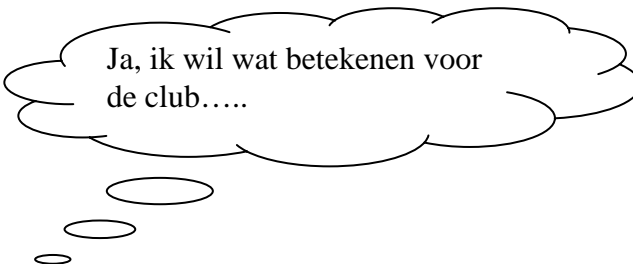 Ja, ik wil wat betekenen voor
de club…..